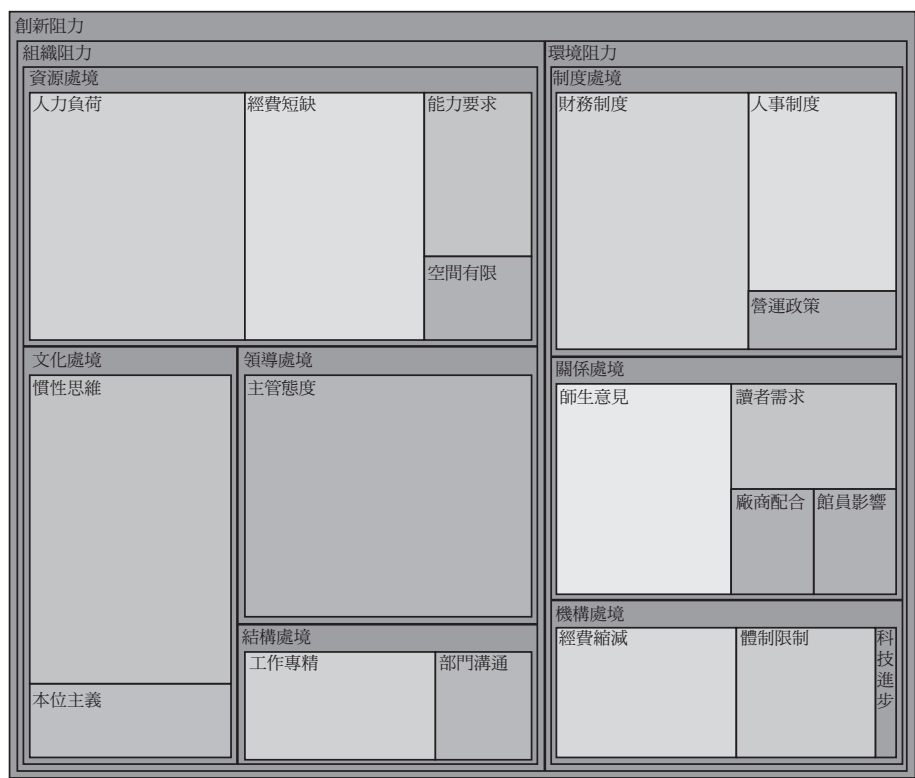 創新阻力
組織阻力
資源處境
人力負荷
經費短缺
能力要求
空間有限
文化處境
慣性思維
本位主義
領導處境
主管態度
結構處境
工作專精
部門溝通
環境阻力
制度處境
財務制度
人事制度
營運政策
關係處境
師生意見
讀者需求
廠商配合
館員影響
機構處境
經費縮減
體制限制
科技進步